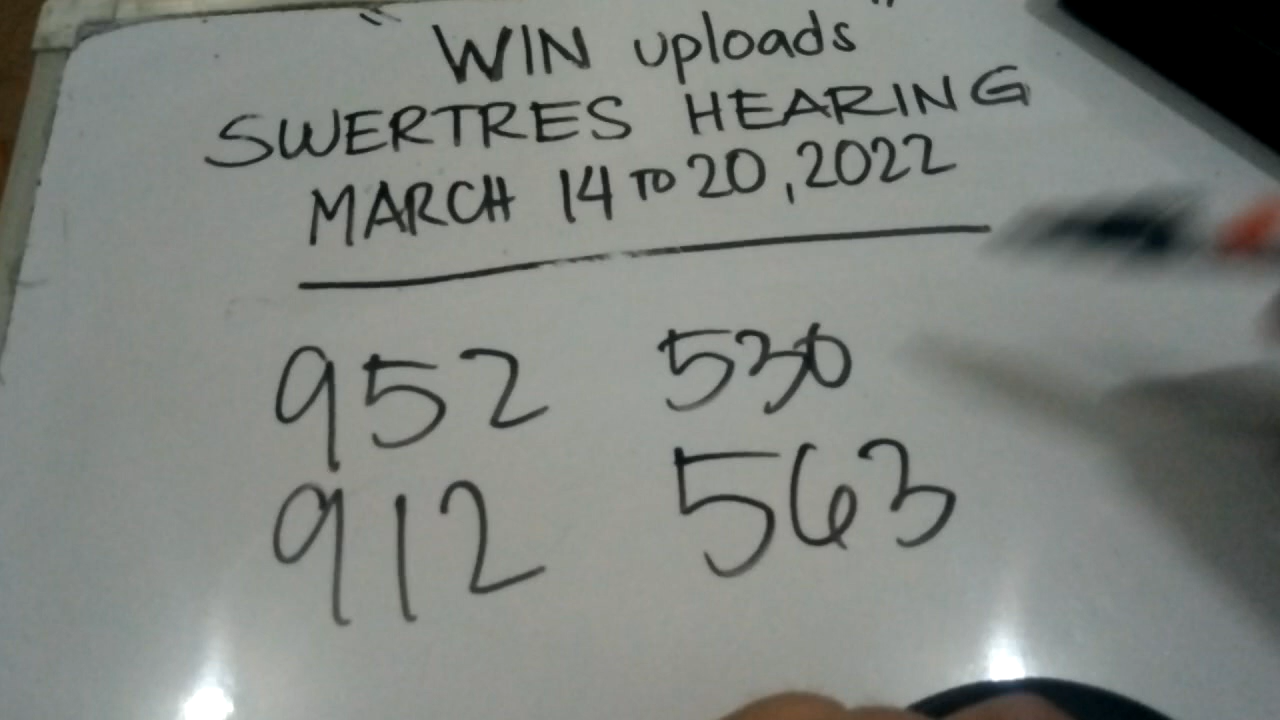 "WIN uploads"
SWERTRES HEARING
MARCH 14 TO 20, 2022
952 530
912 563